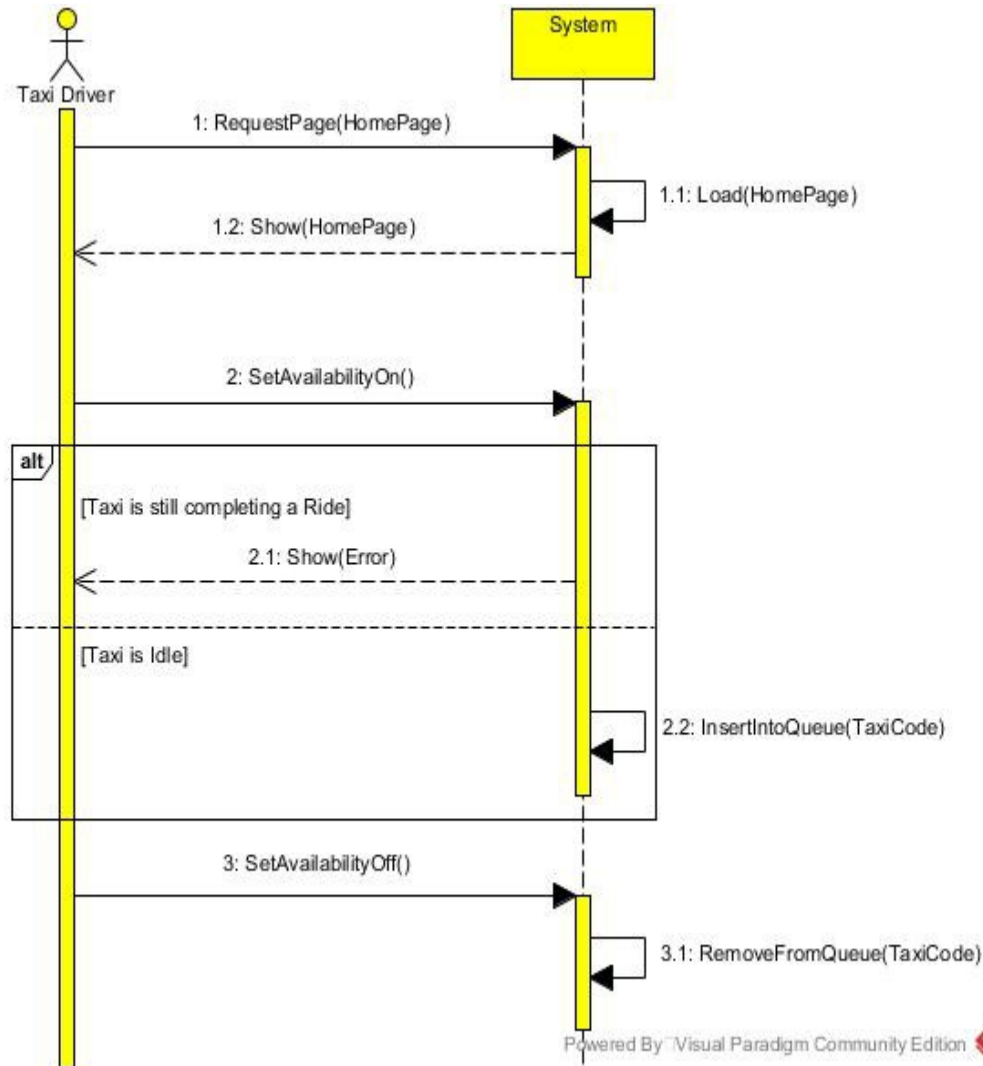 System
Taxi Driver
1: RequestPage(HomePage)
1.1: Load(HomePage)
1.2: Show(HomePage)
2: SetAvailabilityOn()
alt
[Taxi is still completing a Ride]
2.1: Show(Error)
[Taxi is Idle]
2.2: InsertIntoQueue(TaxiCode)
3: SetAvailabilityOff()
3.1: RemoveFromQueue(TaxiCode)
Powered By Visual Paradigm Community Edition